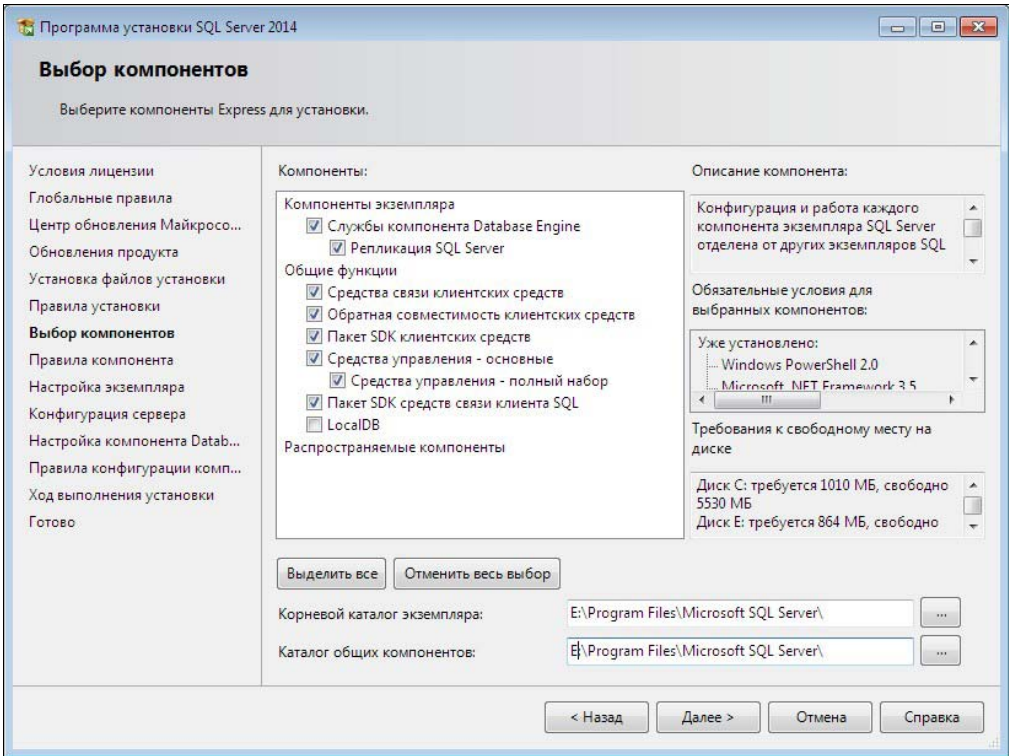 Программа установки SQL Server 2014
Выбор компонентов
Выберите компоненты Express для установки.
Условия лицензии
Глобальные правила
Центр обновления Майкросо...
Обновления продукта
Установка файлов установки
Правила установки
Выбор компонентов
Правила компонента
Настройка экземпляра
Конфигурация сервера
Настройка компонента Datab...
Правила конфигурации комп...
Ход выполнения установки
Готово
Компоненты:
Компоненты экземпляра
Службы компонента Database Engine
Репликация SQL Server
Общие функции
Средства связи клиентских средств
Обратная совместимость клиентских средств
Пакет SDK клиентских средств
Средства управления - основные
Средства управления - полный набор
Пакет SDK средств связи клиента SQL
LocalDB
Распространяемые компоненты
Описание компонента:
Конфигурация и работа каждого
компонента экземпляра SQL Server
отделена от других экземпляров SQL
Обязательные условия для
выбранных компонентов:
Уже установлено:
Windows PowerShell 2.0
Microsoft .NET Framework 3.5
Требования к свободному месту на
диске
Диск C: требуется 1010 МБ, свободно
5530 МБ
Диск E: требуется 864 МБ, свободно
Выделить все
Отменить весь выбор
Корневой каталог экземпляра:
E:\Program Files\Microsoft SQL Server\
...
Каталог общих компонентов:
E:\Program Files\Microsoft SQL Server\
...
< Назад
Далее >
Отмена
Справка